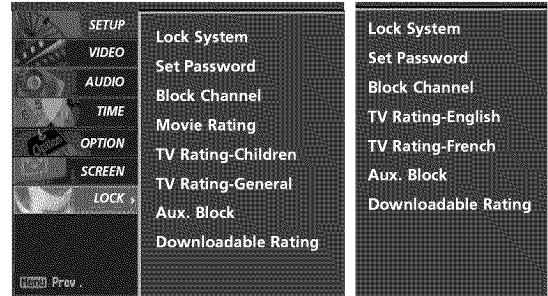 SETUP
VIDEO
AUDIO
TIME
OPTION
SCREEN
LOCK
Menu Prev.
Lock System
Set Password
Block Channel
Movie Rating
TV Rating-Children
TV Rating-General
Aux. Block
Downloadable Rating
Lock System
Set Password
Block Channel
TV Rating-English
TV Rating-French
Aux. Block
Downloadable Rating